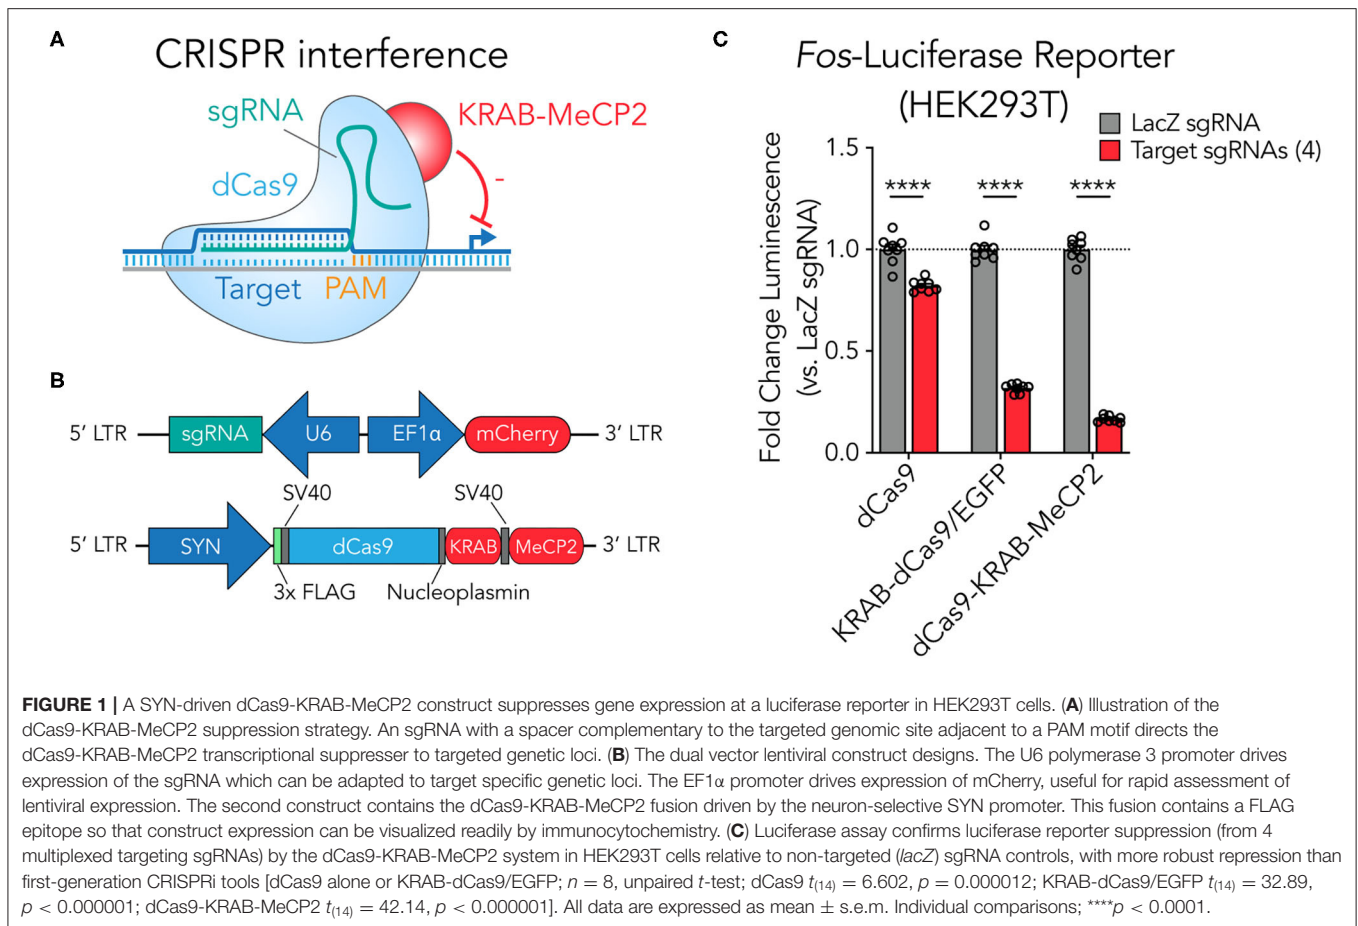 A
CRISPR interference
sgRNA
KRAB-MeCP2
dCas9
-
Target
PAM
B
5′ LTR
sgRNA
U6
EF1α
mCherry
3′ LTR
SV40
SV40
5′ LTR
SYN
dCas9
KRAB
MeCP2
3′ LTR
3x FLAG
Nucleoplasmin
C
Fos-Luciferase Reporter
(HEK293T)
LacZ sgRNA
Target sgRNAs (4)
Fold Change Luminescence
(vs. LacZ sgRNA)
1.5
1.0
0.5
0.0
****
****
****
dCas9
KRAB-dCas9/EGFP
dCas9-KRAB-MeCP2
FIGURE 1 | A SYN-driven dCas9-KRAB-MeCP2 construct suppresses gene expression at a luciferase reporter in HEK293T cells. (A) Illustration of the
dCas9-KRAB-MeCP2 suppression strategy. An sgRNA with a spacer complementary to the targeted genomic site adjacent to a PAM motif directs the
dCas9-KRAB-MeCP2 transcriptional suppresser to targeted genetic loci. (B) The dual vector lentiviral construct designs. The U6 polymerase 3 promoter drives
expression of the sgRNA which can be adapted to target specific genetic loci. The EF1α promoter drives expression of mCherry, useful for rapid assessment of
lentiviral expression. The second construct contains the dCas9-KRAB-MeCP2 fusion driven by the neuron-selective SYN promoter. This fusion contains a FLAG
epitope so that construct expression can be visualized readily by immunocytochemistry. (C) Luciferase assay confirms luciferase reporter suppression (from 4
multiplexed targeting sgRNAs) by the dCas9-KRAB-MeCP2 system in HEK293T cells relative to non-targeted (lacZ) sgRNA controls, with more robust repression than
first-generation CRISPRi tools [dCas9 alone or KRAB-dCas9/EGFP; n = 8, unpaired t-test; dCas9 t(14) = 6.602, p = 0.000012; KRAB-dCas9/EGFP t(14) = 32.89,
p < 0.000001; dCas9-KRAB-MeCP2 t(14) = 42.14, p < 0.000001]. All data are expressed as mean ± s.e.m. Individual comparisons; ****p < 0.0001.